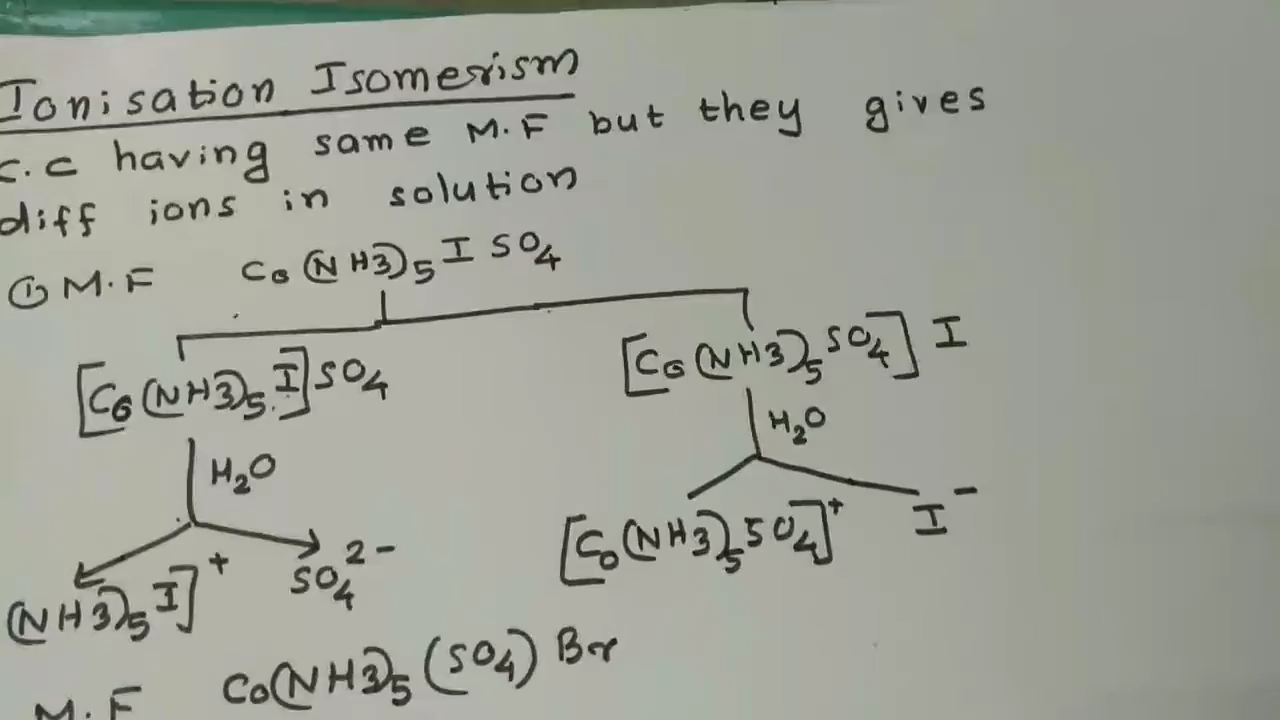 Ionisation Isomerism
C.C having same M.F but they gives
diff ions in solution
① M.F Co(NH3)5 I SO4
[Co(NH3)5 I]SO4 [Co(NH3)5 SO4] I
H2O H2O
(NH3)5 I]+ SO4 2- [Co(NH3)5 SO4]+ I-
M.F Co(NH3)5 (SO4) Br